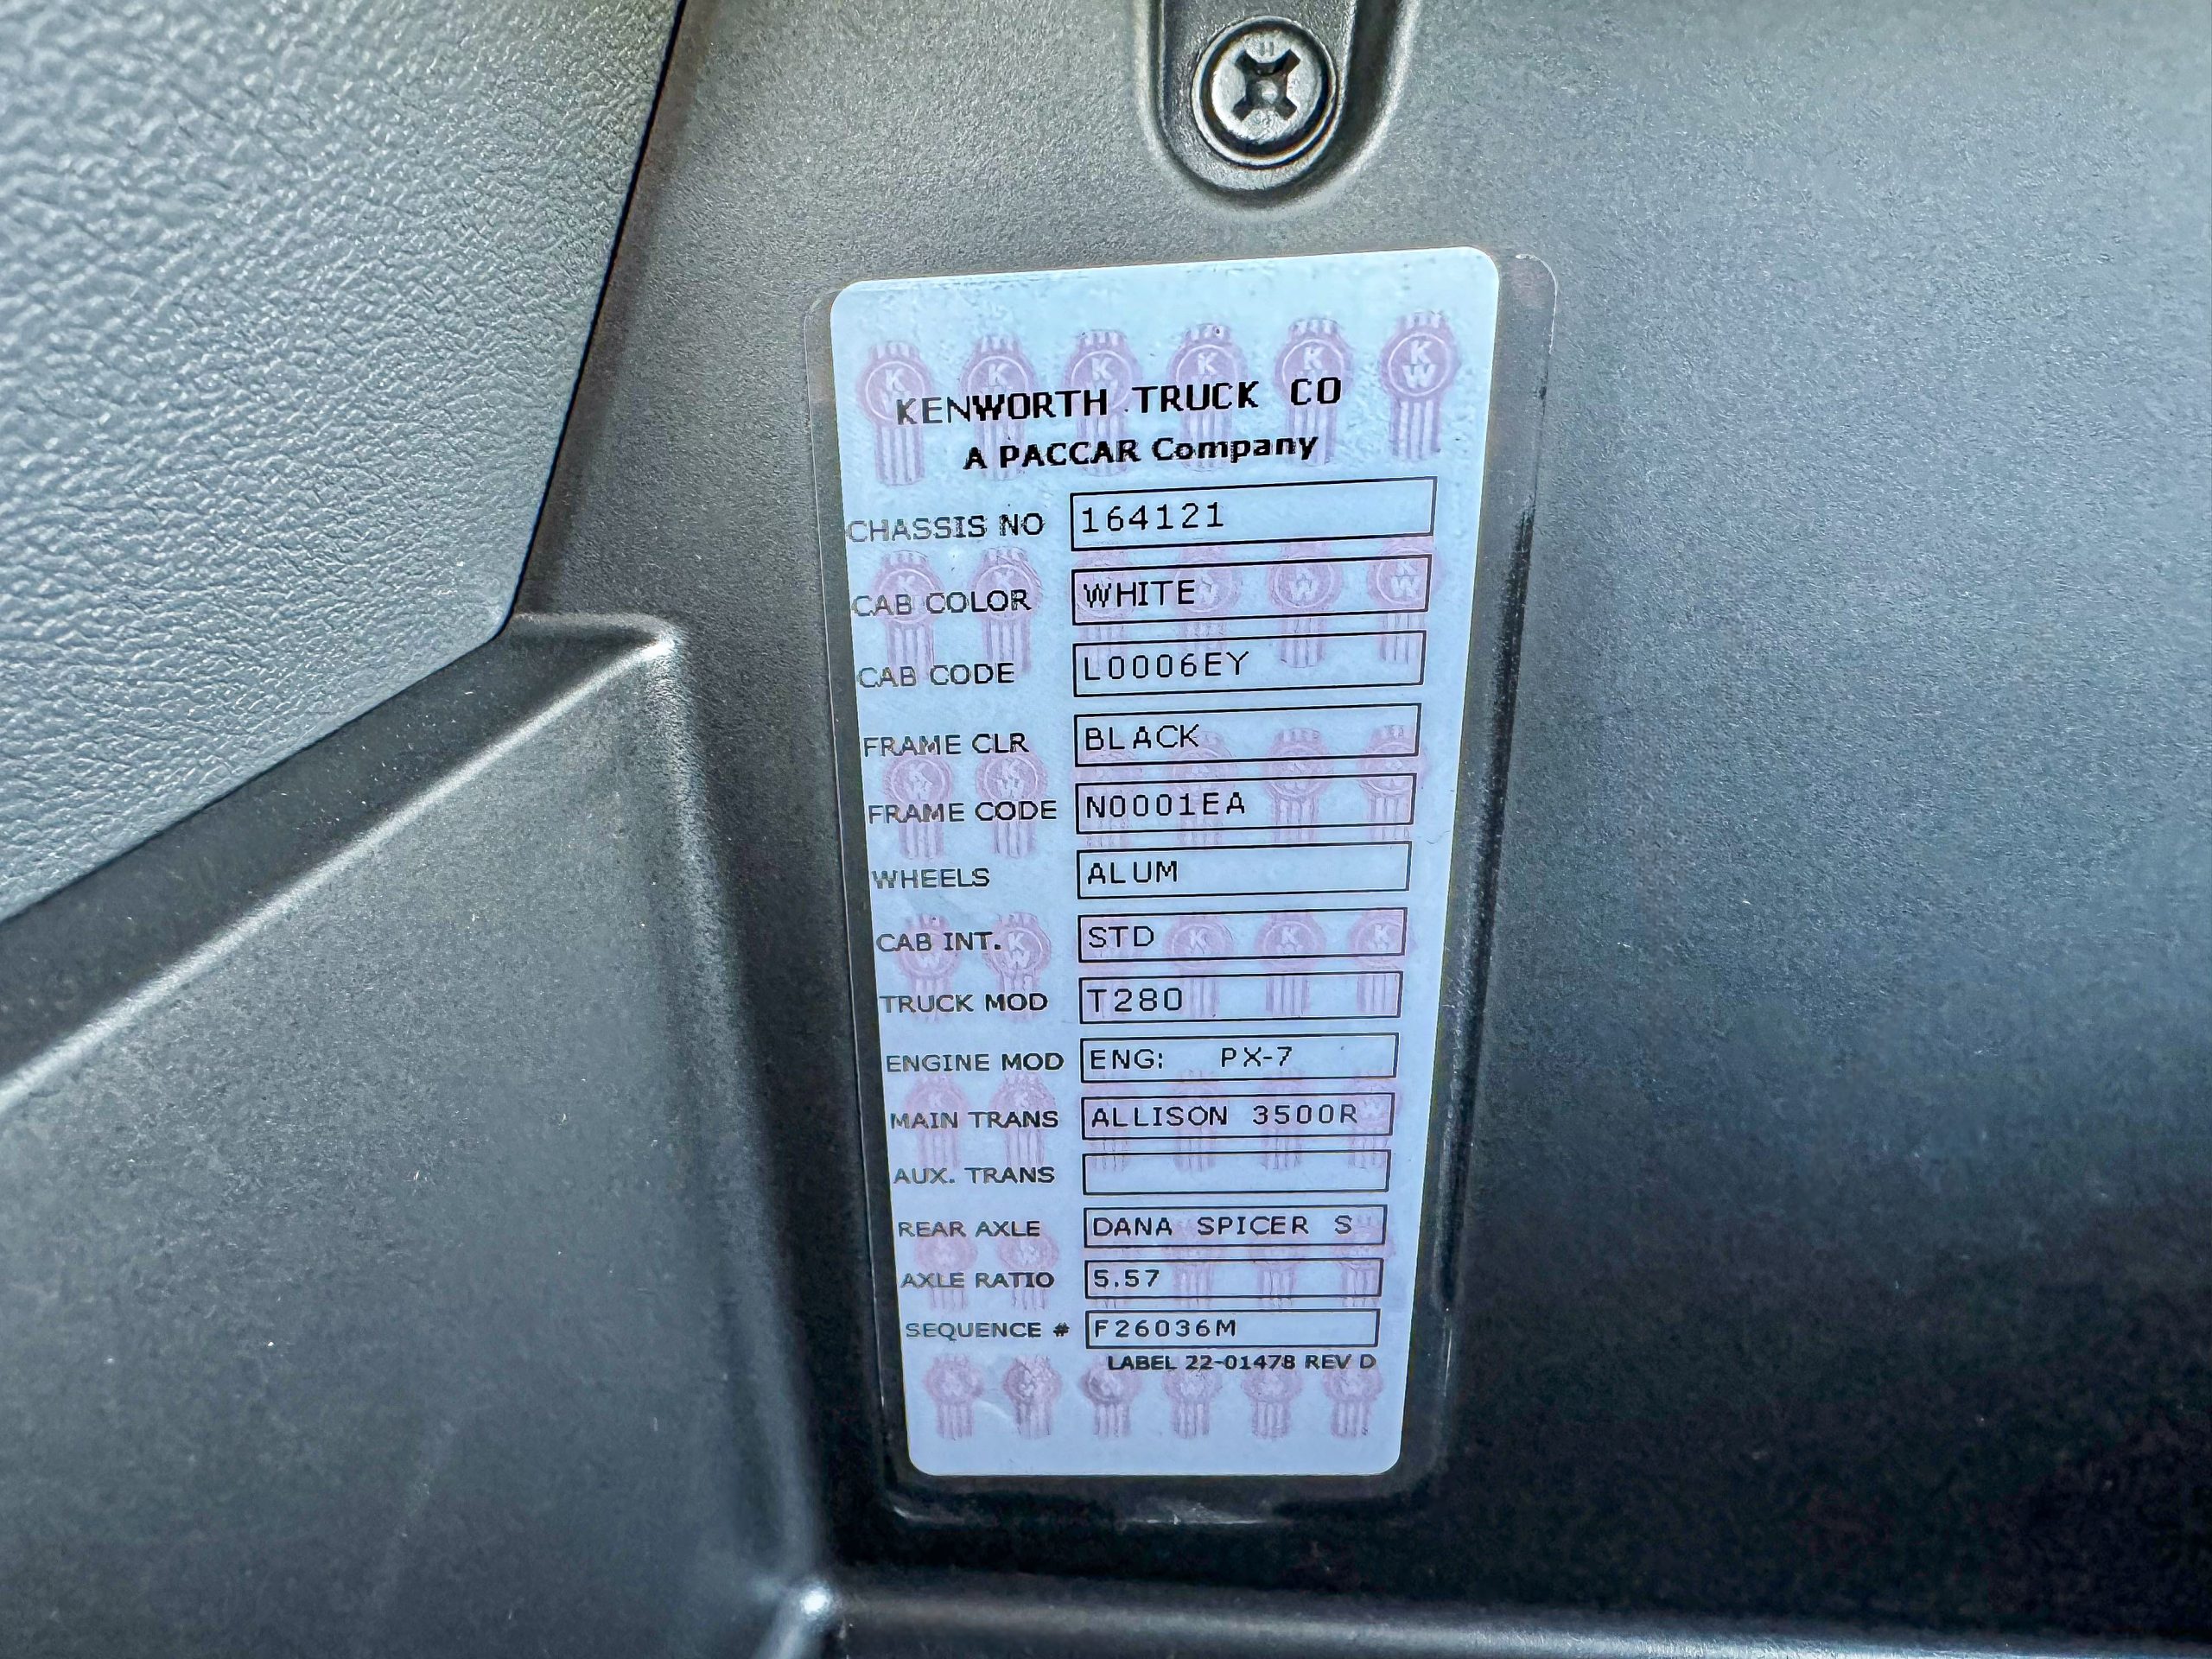 KENWORTH TRUCK CO
A PACCAR Company
CHASSIS NO 164121
CAB COLOR WHITE
CAB CODE L0006EY
FRAME CLR BLACK
FRAME CODE N0001EA
WHEELS ALUM
CAB INT. STD
TRUCK MOD T280
ENGINE MOD ENG: PX-7
MAIN TRANS ALLISON 3500R
AUX. TRANS
REAR AXLE DANA SPICER S
AXLE RATIO 5.57
SEQUENCE # F26036M
LABEL 22-01478 REV D